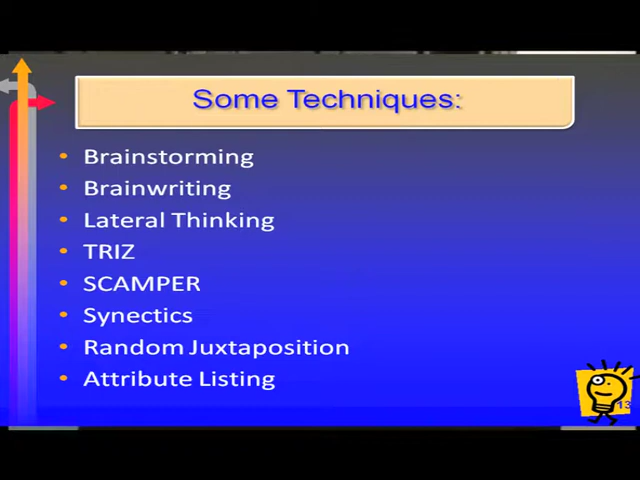 Some Techniques:
Brainstorming
Brainwriting
Lateral Thinking
TRIZ
SCAMPER
Synectics
Random Juxtaposition
Attribute Listing
13